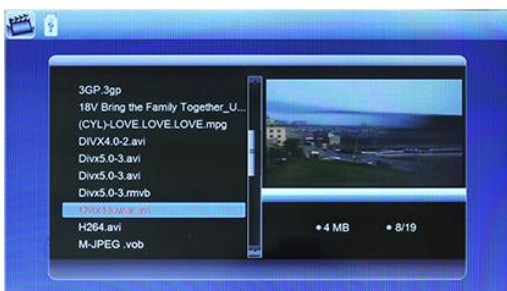 3GP.3gp
18V Bring the Family Together_U...
(CYL)-LOVE.LOVE.LOVE.mpg
DIVX4.0-2.avi
Divx5.0-3.avi
Divx5.0-3.avi
Divx5.0-3.rmvb
H264.avi
M-JPEG .vob
4 MB
8/19